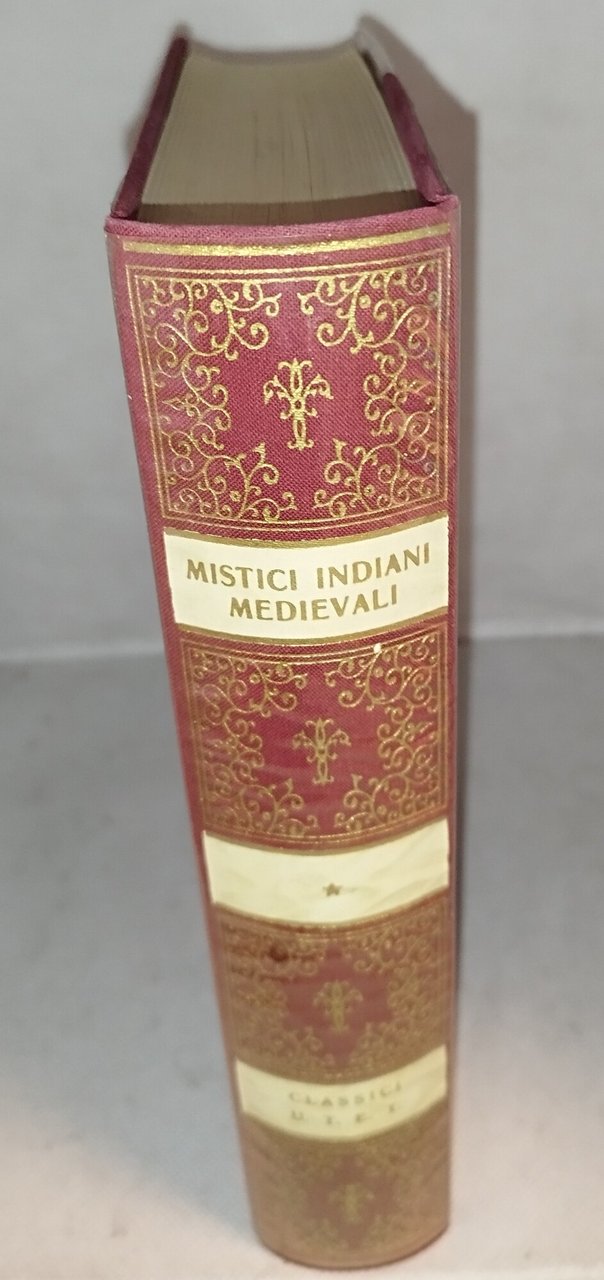 MISTICI INDIANI
MEDIEVALI
CLASSICI
U. T. E. T.